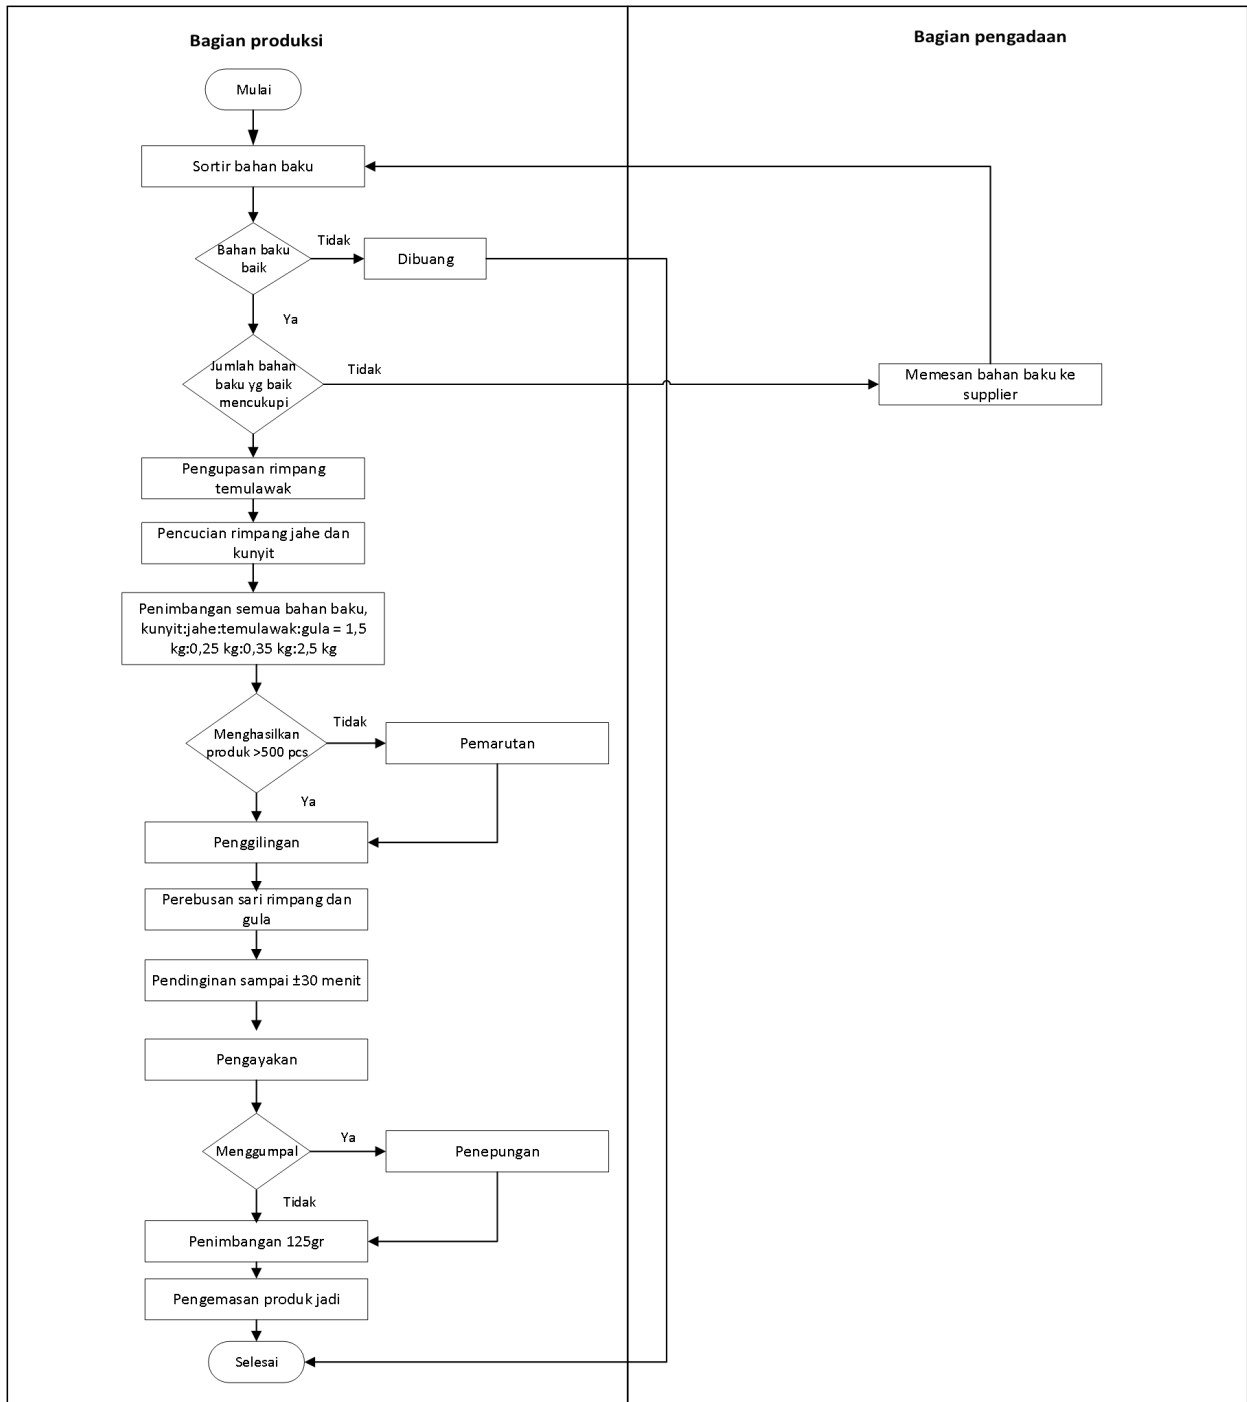 Bagian produksi
Bagian pengadaan
Mulai
Sortir bahan baku
Bahan baku
baik
Tidak
Dibuang
Ya
Jumlah bahan
baku yg baik
mencukupi
Tidak
Memesan bahan baku ke
supplier
Pengupasan rimpang
temulawak
Pencucian rimpang jahe dan
kunyit
Penimbangan semua bahan baku,
kunyit:jahe:temulawak:gula = 1,5
kg:0,25 kg:0,35 kg:2,5 kg
Menghasilkan
produk >500 pcs
Tidak
Pemarutan
Ya
Penggilingan
Perebusan sari rimpang dan
gula
Pendinginan sampai ±30 menit
Pengayakan
Menggumpal
Ya
Penepungan
Tidak
Penimbangan 125gr
Pengemasan produk jadi
Selesai